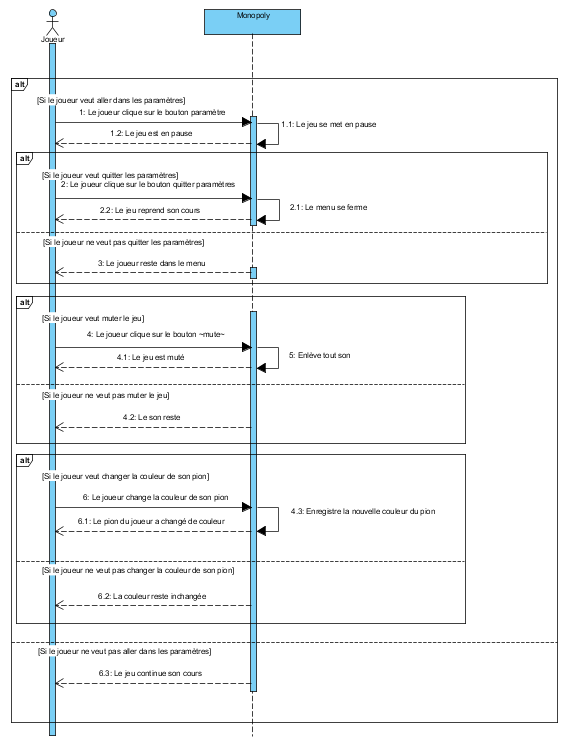 Monopoly
Joueur
alt
[Si le joueur veut aller dans les paramètres]
1: Le joueur clique sur le bouton paramètre
1.1: Le jeu se met en pause
1.2: Le jeu est en pause
alt
[Si le joueur veut quitter les paramètres]
2: Le joueur clique sur le bouton quitter paramètres
2.1: Le menu se ferme
2.2: Le jeu reprend son cours
[Si le joueur ne veut pas quitter les paramètres]
3: Le joueur reste dans le menu
alt
[Si le joueur veut muter le jeu]
4: Le joueur clique sur le bouton ~mute~
4.1: Le jeu est muté
5: Enlève tout son
[Si le joueur ne veut pas muter le jeu]
4.2: Le son reste
alt
[Si le joueur veut changer la couleur de son pion]
6: Le joueur change la couleur de son pion
4.3: Enregistre la nouvelle couleur du pion
6.1: Le pion du joueur a changé de couleur
[Si le joueur ne veut pas changer la couleur de son pion]
6.2: La couleur reste inchangée
[Si le joueur ne veut pas aller dans les paramètres]
6.3: Le jeu continue son cours